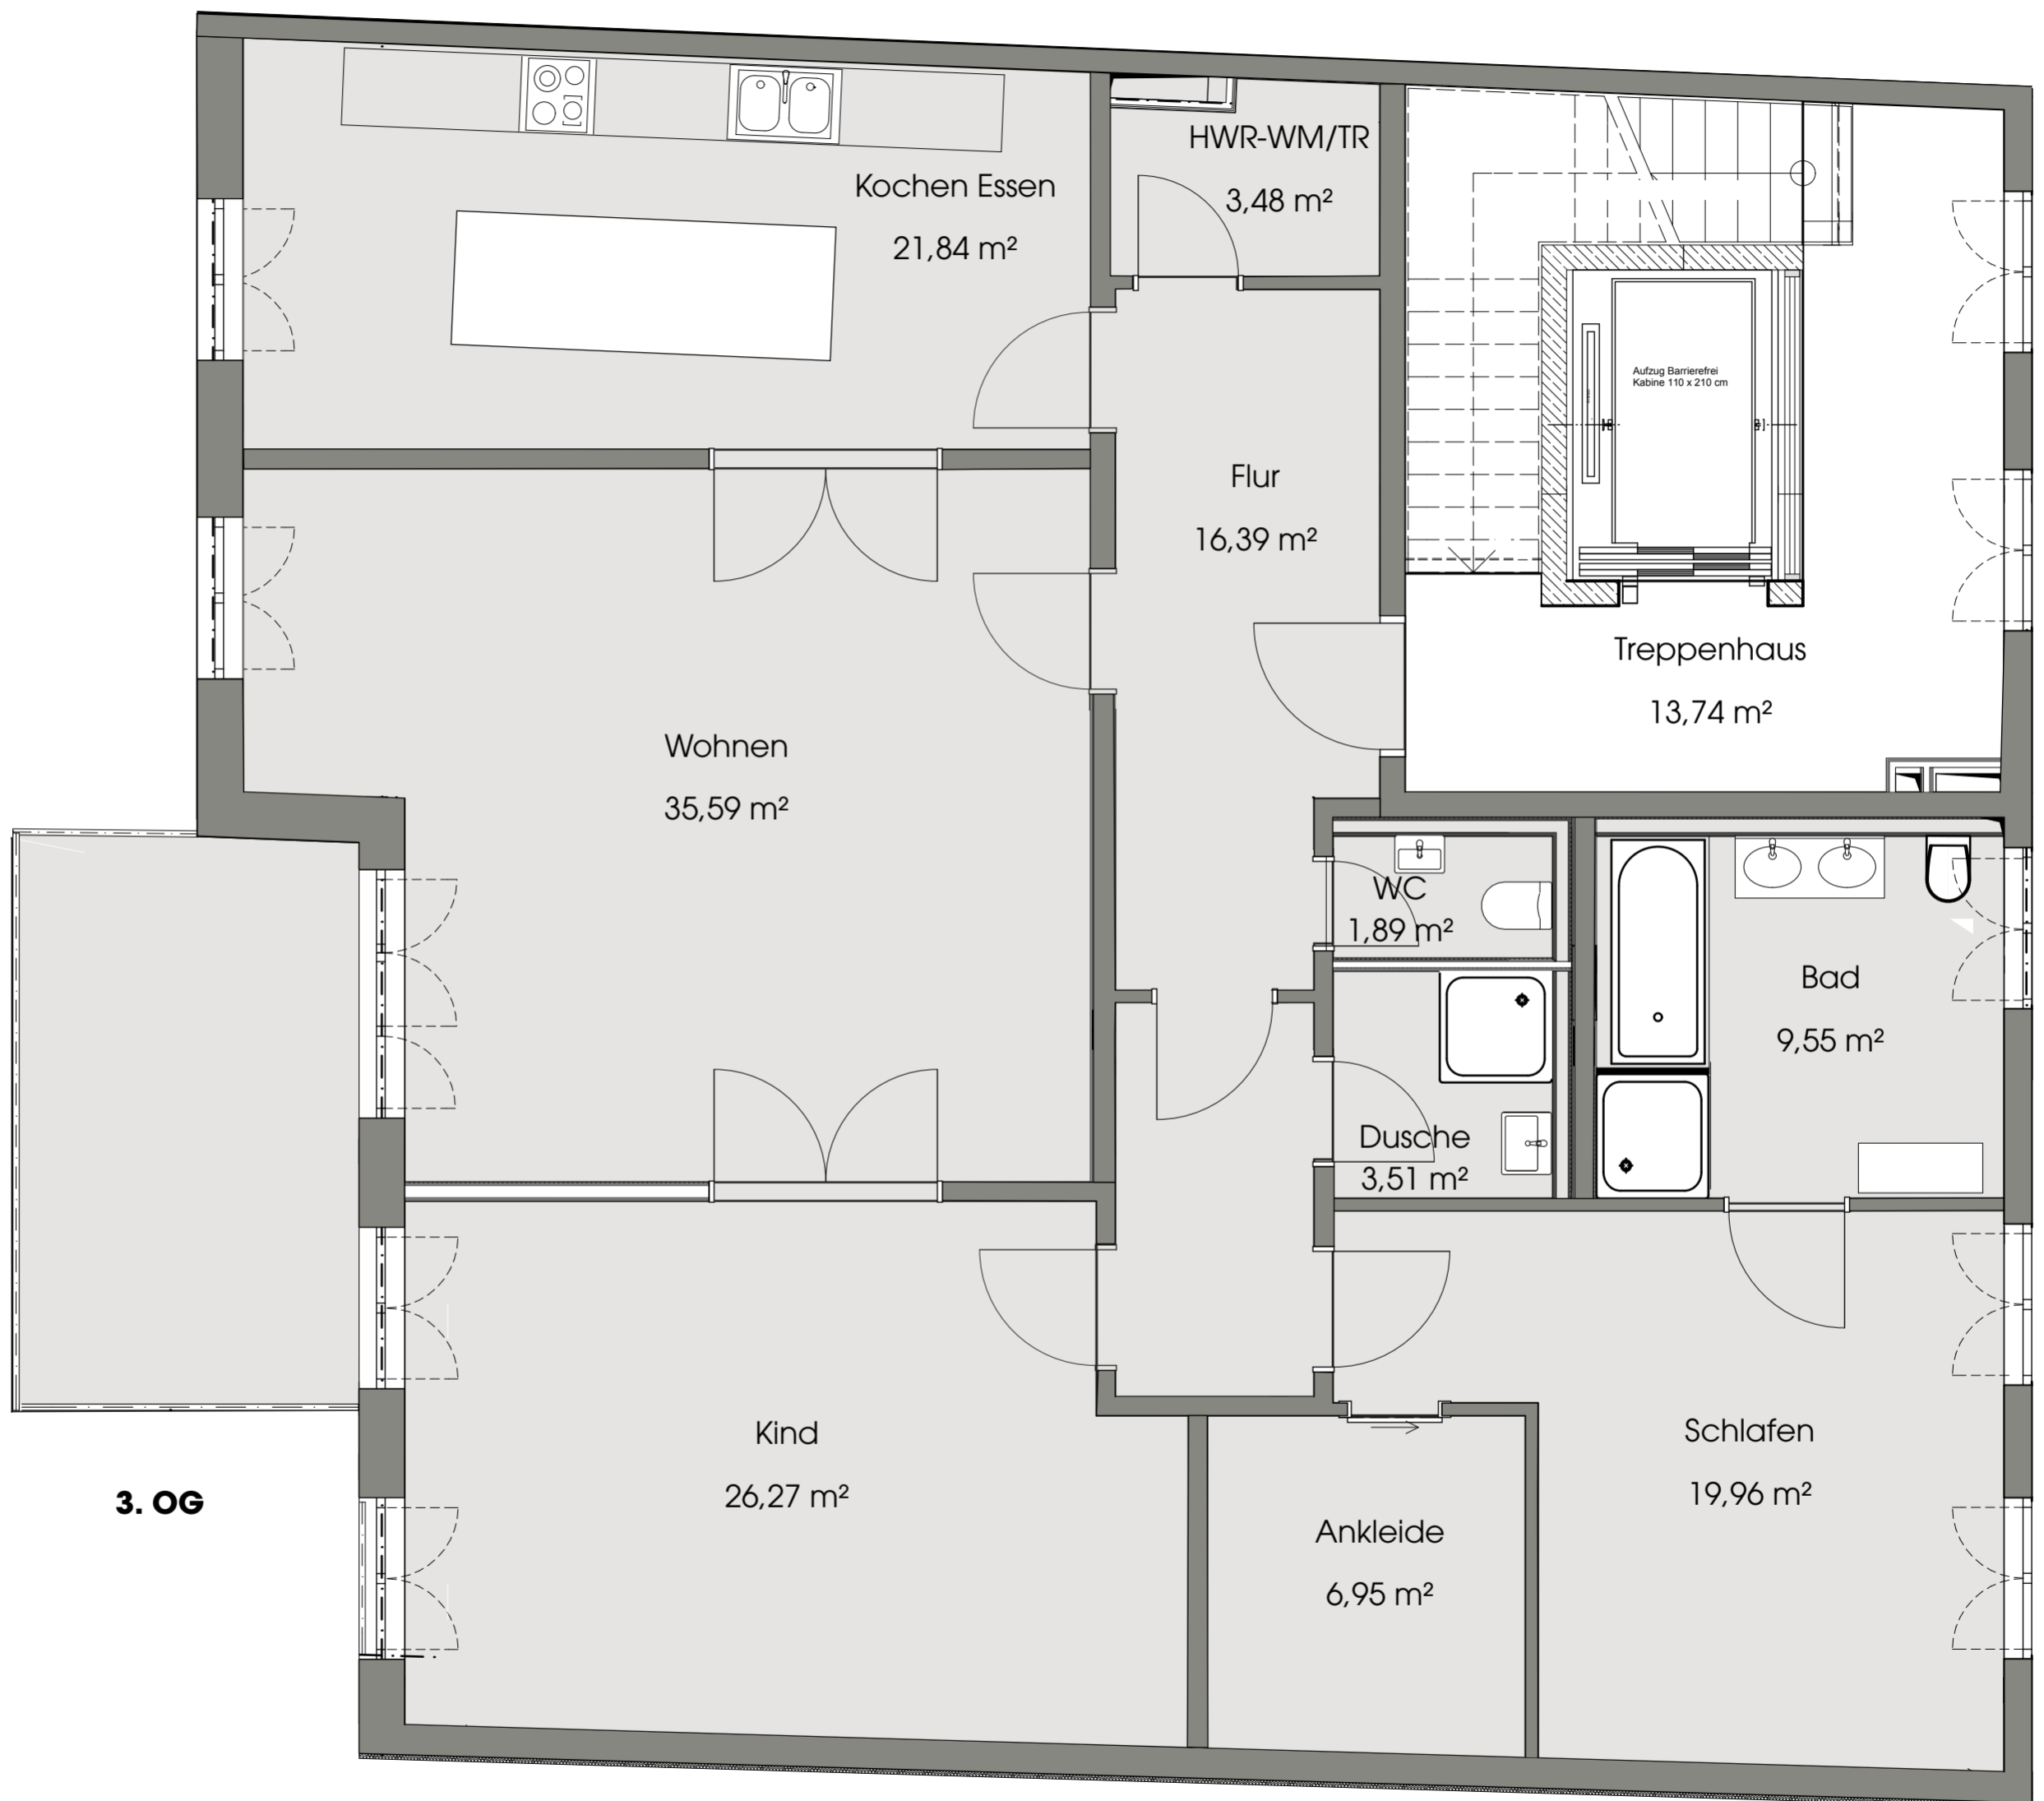 HWR-WM/TR
3,48 m²
Kochen Essen
21,84 m²
Aufzug Barrierefrei
Kabine 110 x 210 cm
Flur
16,39 m²
Treppenhaus
13,74 m²
Wohnen
35,59 m²
WC
1,89 m²
Bad
9,55 m²
Dusche
3,51 m²
Kind
26,27 m²
Schlafen
19,96 m²
3. OG
Ankleide
6,95 m²